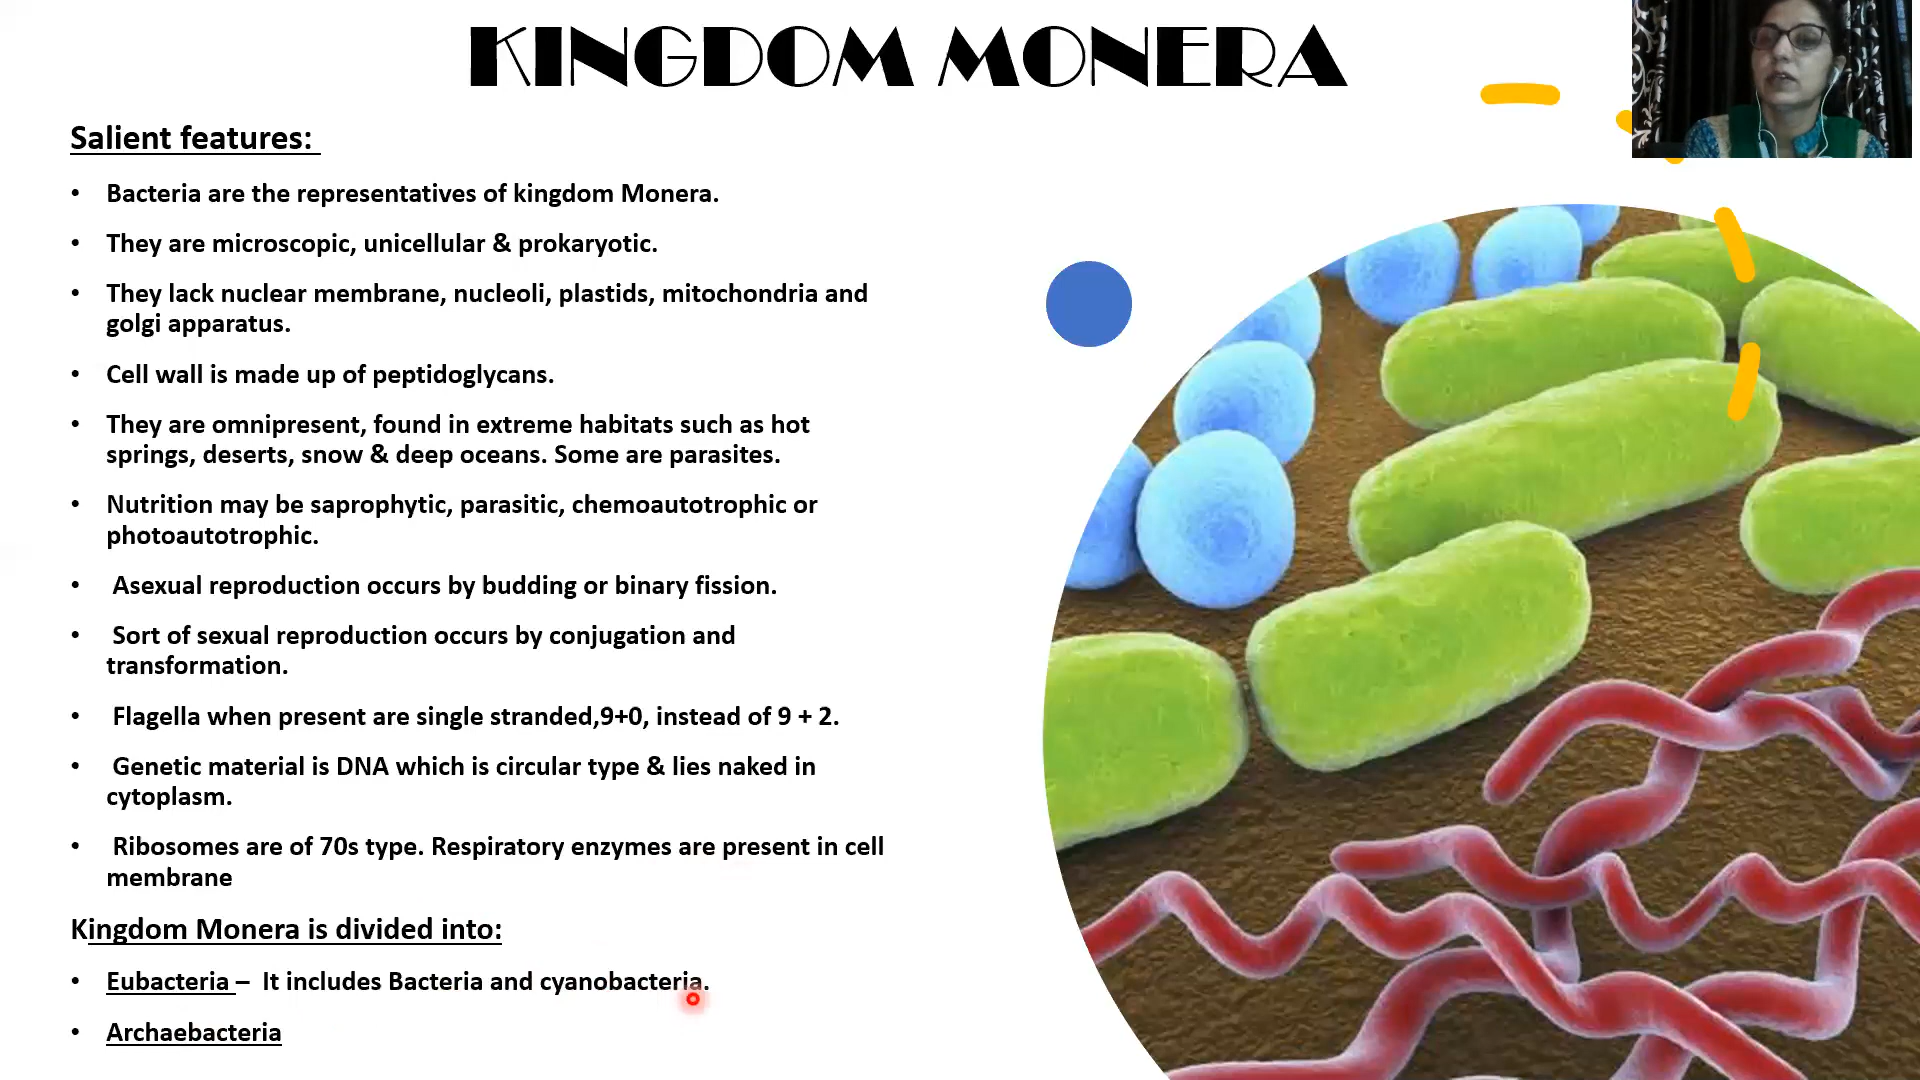 KINGDOM MONERA
Salient features:
• Bacteria are the representatives of kingdom Monera.
• They are microscopic, unicellular & prokaryotic.
• They lack nuclear membrane, nucleoli, plastids, mitochondria and
golgi apparatus.
• Cell wall is made up of peptidoglycans.
• They are omnipresent, found in extreme habitats such as hot
springs, deserts, snow & deep oceans. Some are parasites.
• Nutrition may be saprophytic, parasitic, chemoautotrophic or
photoautotrophic.
• Asexual reproduction occurs by budding or binary fission.
• Sort of sexual reproduction occurs by conjugation and
transformation.
• Flagella when present are single stranded,9+0, instead of 9 + 2.
• Genetic material is DNA which is circular type & lies naked in
cytoplasm.
• Ribosomes are of 70s type. Respiratory enzymes are present in cell
membrane
Kingdom Monera is divided into:
• Eubacteria – It includes Bacteria and cyanobacteria.
• Archaebacteria